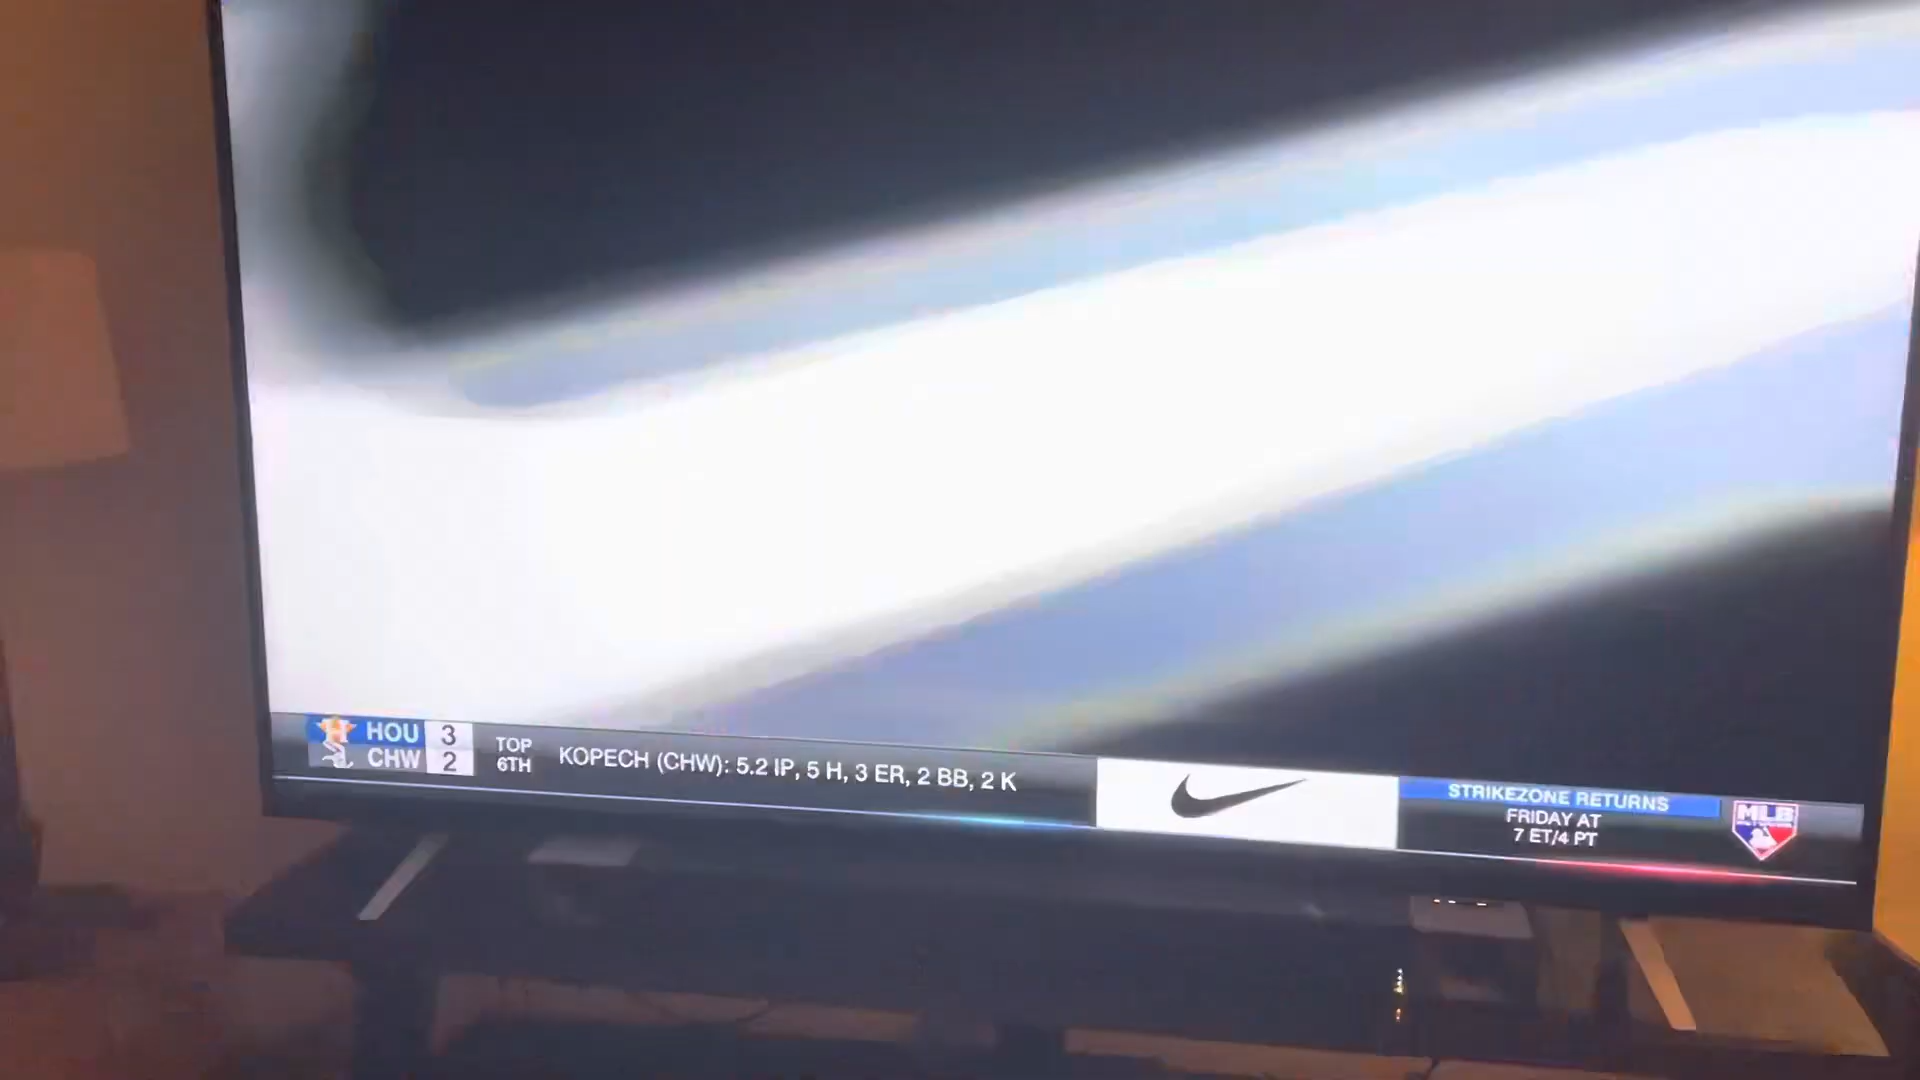 HOU 3
CHW 2
TOP
6TH
KOPECH (CHW): 5.2 IP, 5 H, 3 ER, 2 BB, 2 K
STRIKEZONE RETURNS
FRIDAY AT
7 ET/4 PT
MLB